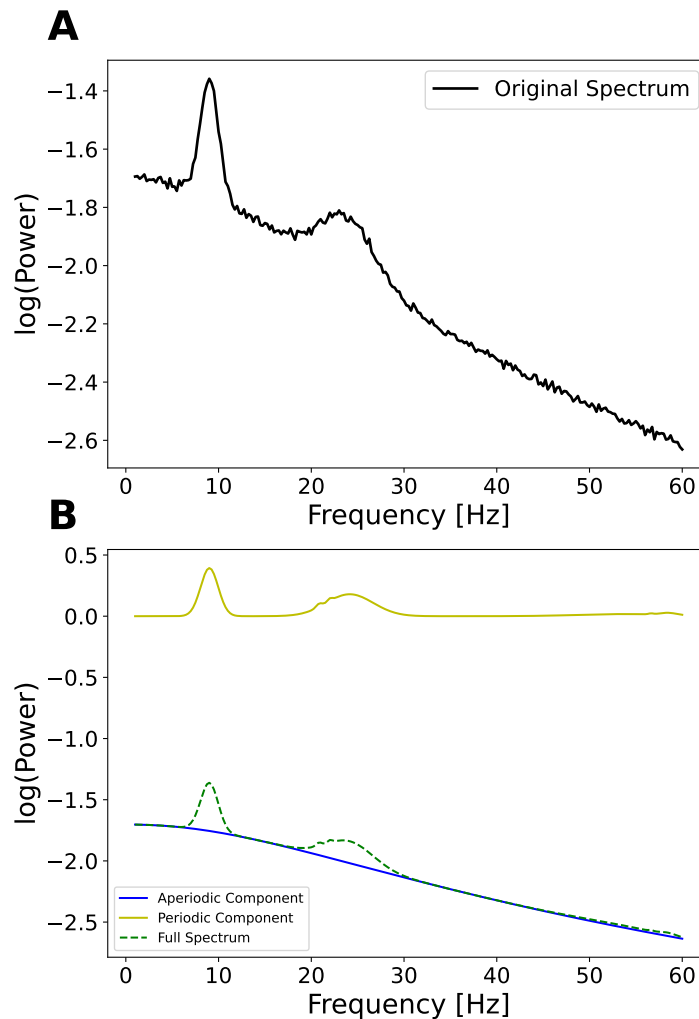 A
−1.4
−1.6
−1.8
−2.0
−2.2
−2.4
−2.6
log(Power)
Original Spectrum
0 10 20 30 40 50 60
Frequency [Hz]
B
0.5
0.0
−0.5
−1.0
−1.5
−2.0
−2.5
log(Power)
Aperiodic Component
Periodic Component
Full Spectrum
0 10 20 30 40 50 60
Frequency [Hz]